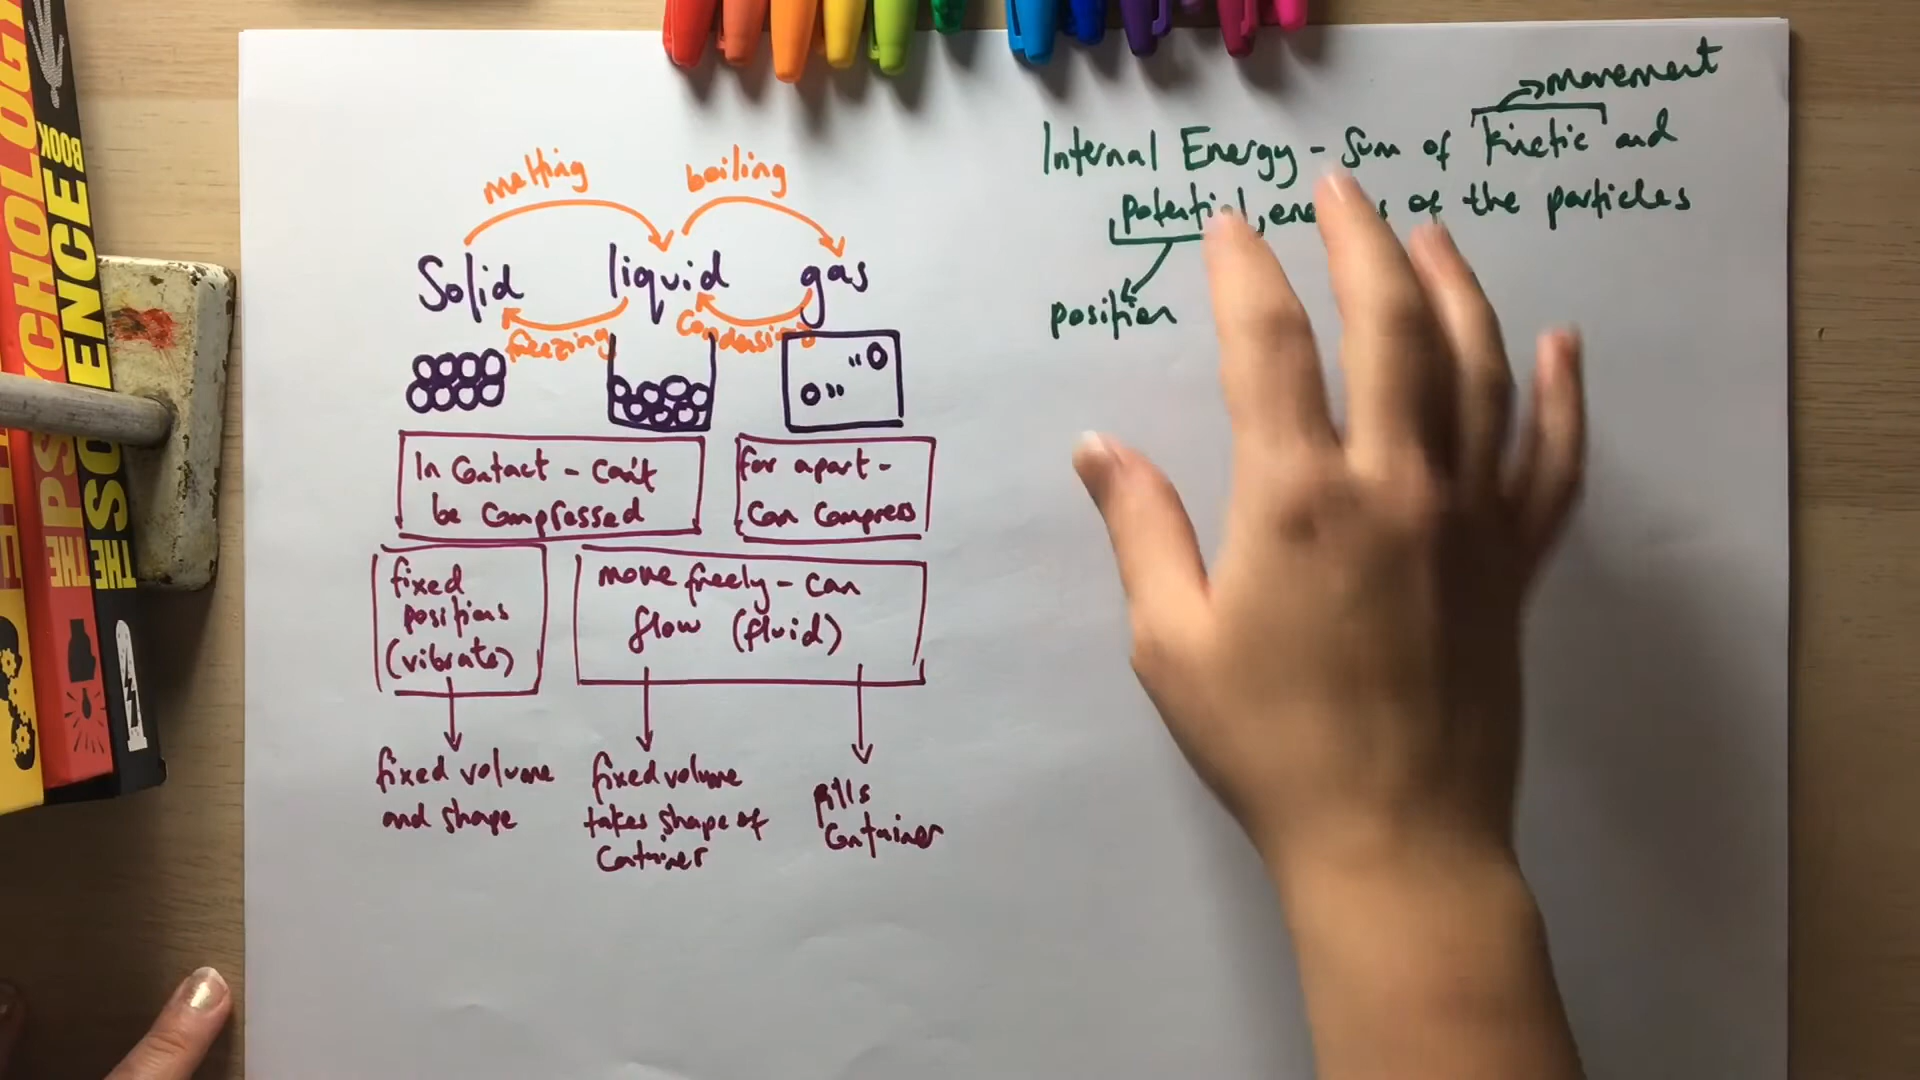 melting
boiling
Solid
liquid
gas
freezing
Condensing
In Contact - Can't
be Compressed
far apart -
Can Compress
fixed
positions
(vibrate)
move freely - can
flow (fluid)
fixed volume
and shape
fixed volume
takes shape of
Container
fills
Container
movement
Internal Energy - Sum of kinetic and
potential of the particles
position
BOOK
THE
THE